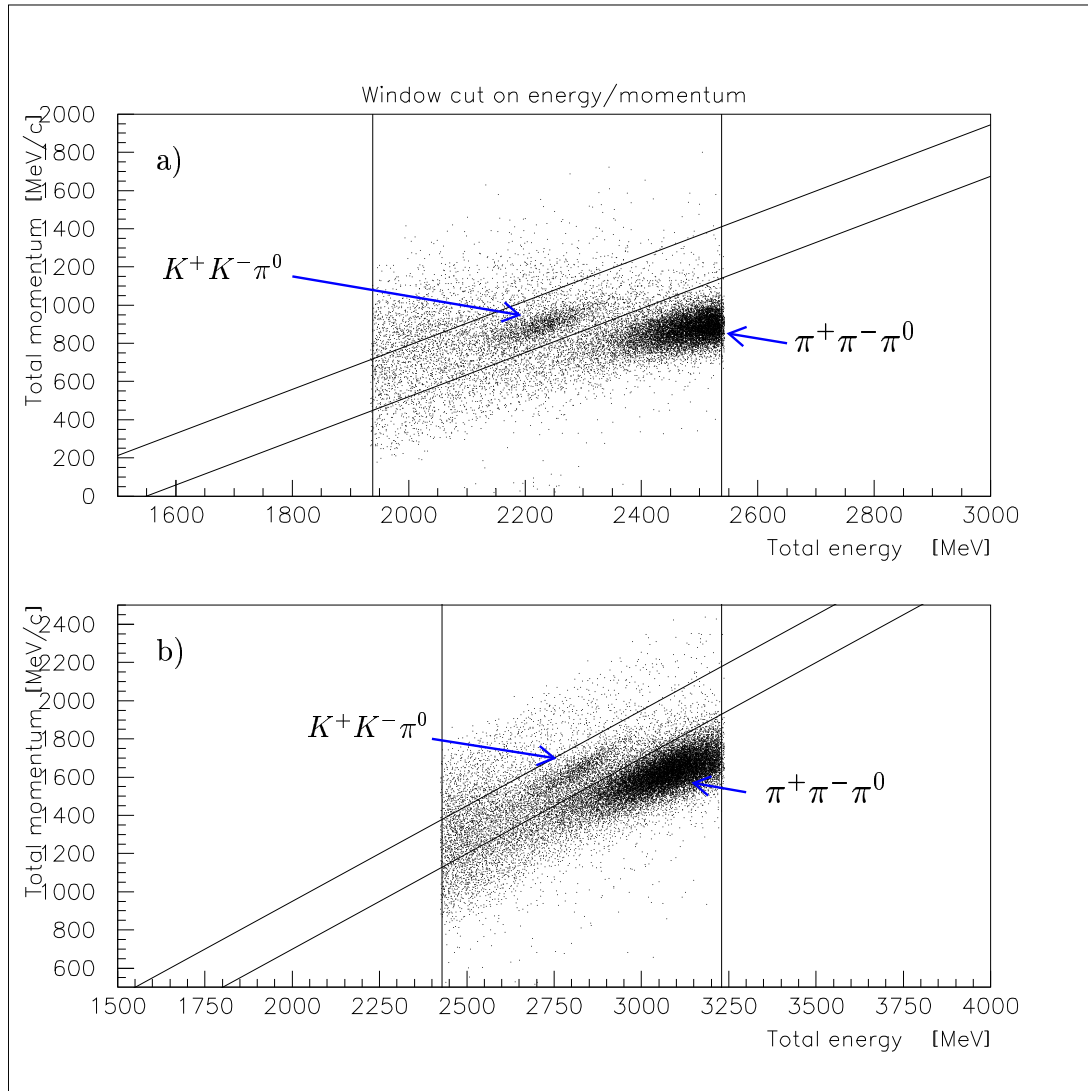 Window cut on energy/momentum
a)
Total momentum [MeV/c]
2000
1800
1600
1400
1200
1000
800
600
400
200
0
K⁺K⁻π⁰
π⁺π⁻π⁰
1600 1800 2000 2200 2400 2600 2800 3000
Total energy [MeV]
b)
Total momentum [MeV/c]
2400
2200
2000
1800
1600
1400
1200
1000
800
600
K⁺K⁻π⁰
π⁺π⁻π⁰
1500 1750 2000 2250 2500 2750 3000 3250 3500 3750 4000
Total energy [MeV]